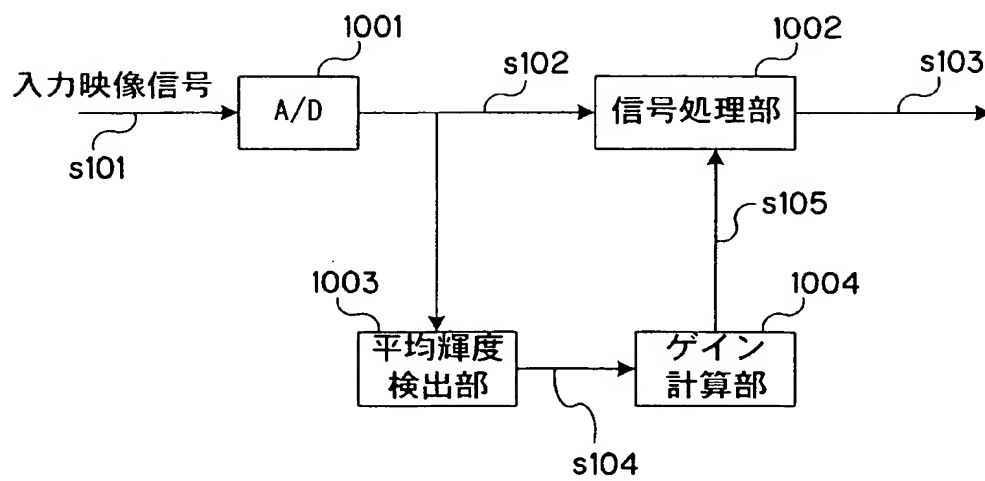 1001
1002
s102
s103
入力映像信号
A/D
信号処理部
s101
s105
1003
1004
平均輝度
検出部
ゲイン
計算部
s104